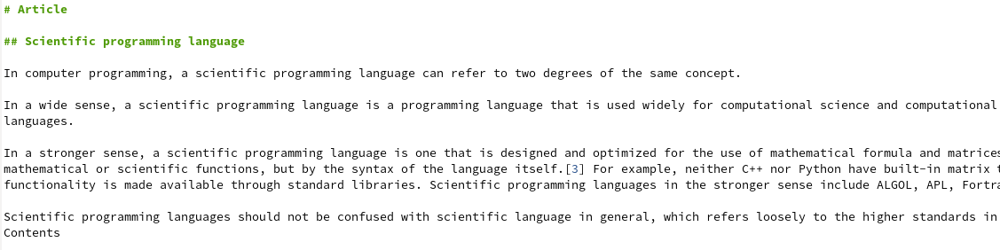 # Article
## Scientific programming language
In computer programming, a scientific programming language can refer to two degrees of the same concept.
In a wide sense, a scientific programming language is a programming language that is used widely for computational science and computational
languages.
In a stronger sense, a scientific programming language is one that is designed and optimized for the use of mathematical formula and matrices
mathematical or scientific functions, but by the syntax of the language itself.[3] For example, neither C++ nor Python have built-in matrix
functionality is made available through standard libraries. Scientific programming languages in the stronger sense include ALGOL, APL,
Scientific programming languages should not be confused with scientific language in general, which refers loosely to the higher standards in
Contents